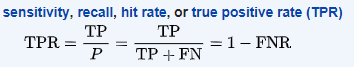 sensitivity, recall, hit rate, or true positive rate (TPR)
TPR = TP/P = TP/(TP + FN) = 1 − FNR